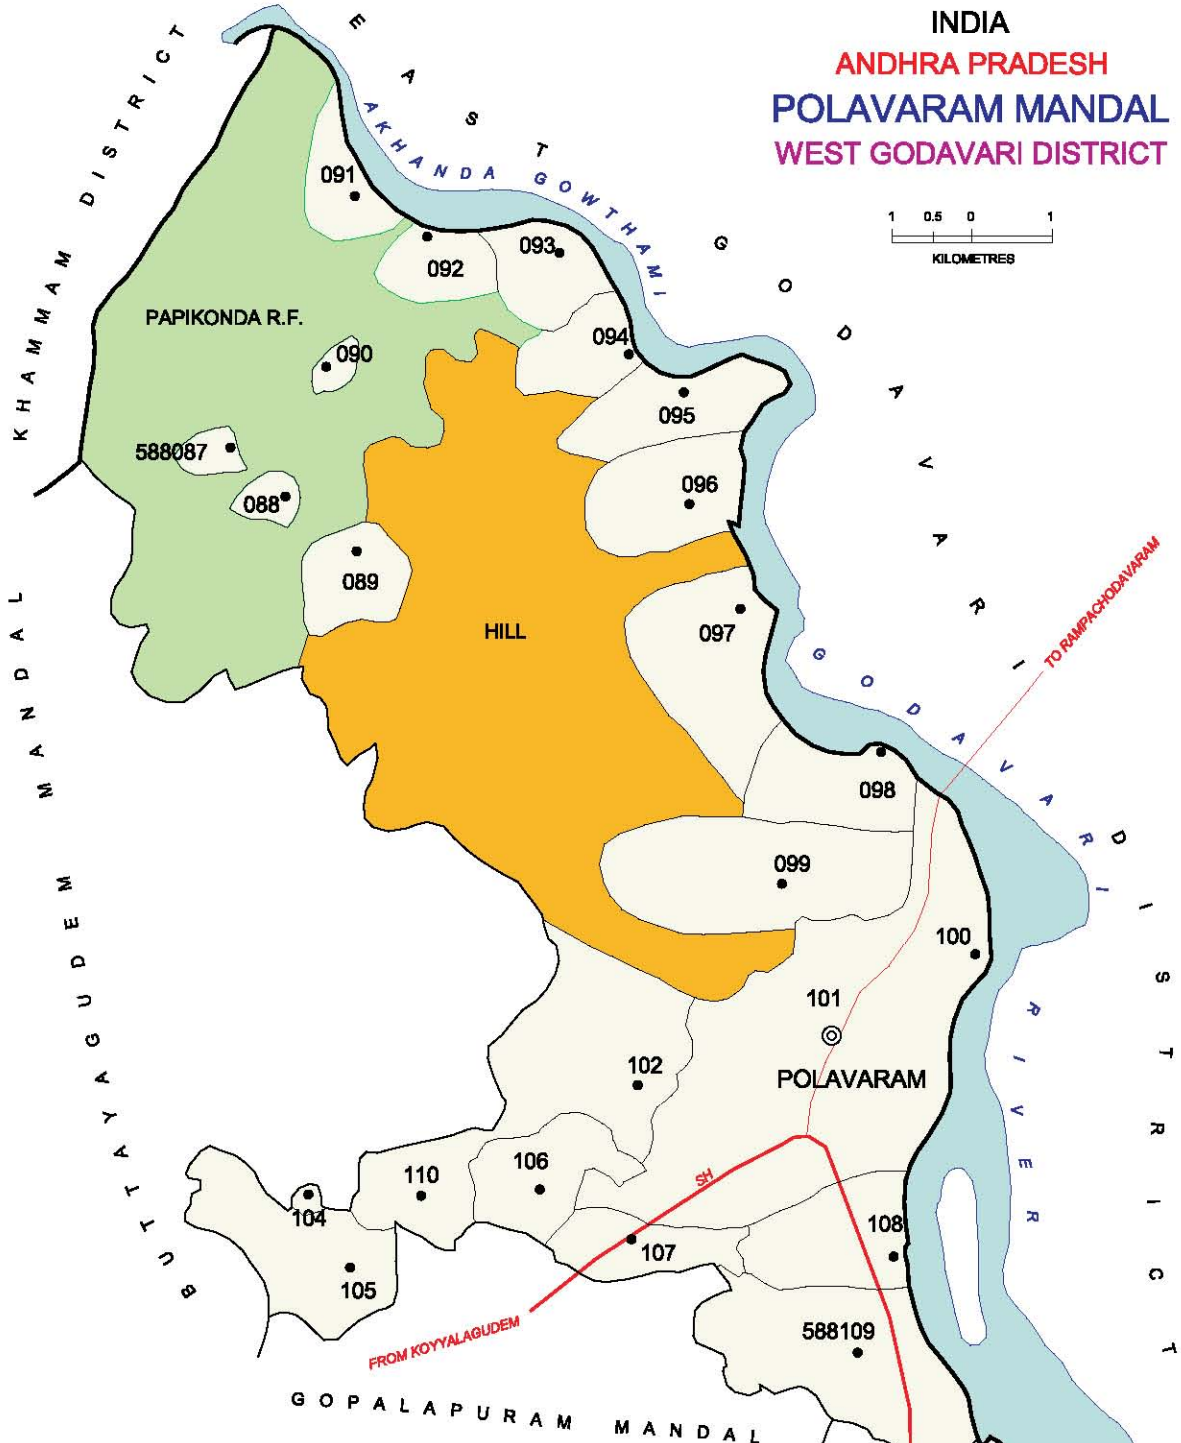 INDIA
ANDHRA PRADESH
POLAVARAM MANDAL
WEST GODAVARI DISTRICT
1 0.5 0 1
KILOMETRES
KHAMMAM DISTRICT
EAST GODAVARI DISTRICT
AKHANDA GOWTHAMI
091
092
093
PAPIKONDA R.F.
094
090
095
588087
088
096
089
HILL
097
TO RAMPACHODAVARAM
GODAVARI RIVER
098
099
100
101
POLAVARAM
102
BUTTAYAGUDEM MANDAL
106
110
SH
104
108
107
105
588109
FROM KOYYALAGUDEM
GOPALAPURAM MANDAL